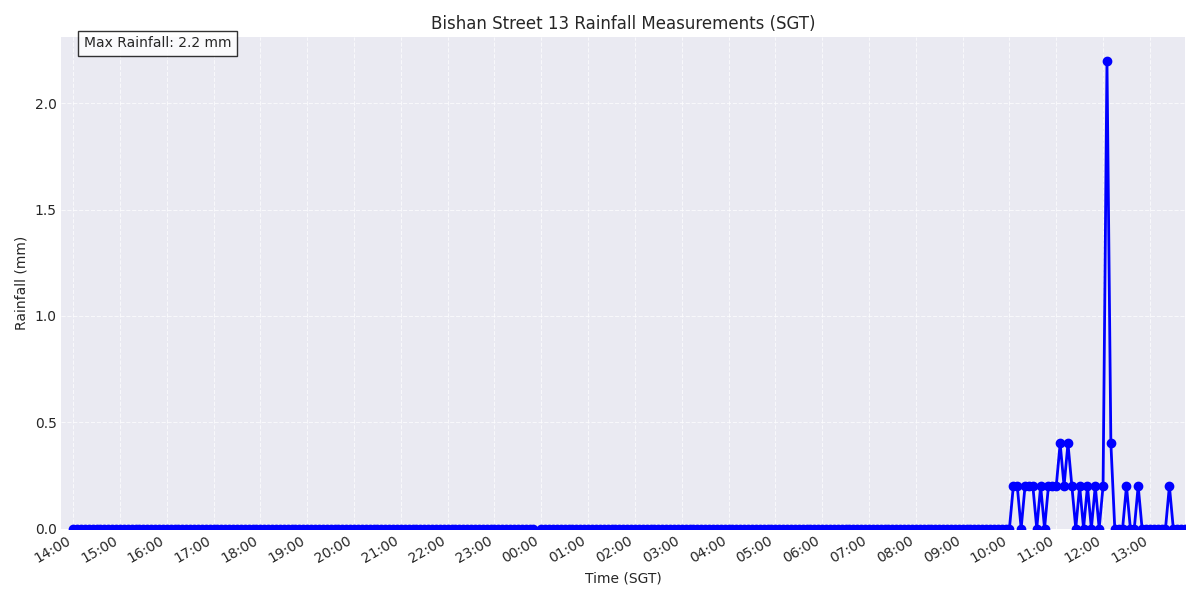 Bishan Street 13 Rainfall Measurements (SGT)
Max Rainfall: 2.2 mm
2.0
1.5
1.0
0.5
0.0
Rainfall (mm)
14:00 15:00 16:00 17:00 18:00 19:00 20:00 21:00 22:00 23:00 00:00 01:00 02:00 03:00 04:00 05:00 06:00 07:00 08:00 09:00 10:00 11:00 12:00 13:00
Time (SGT)